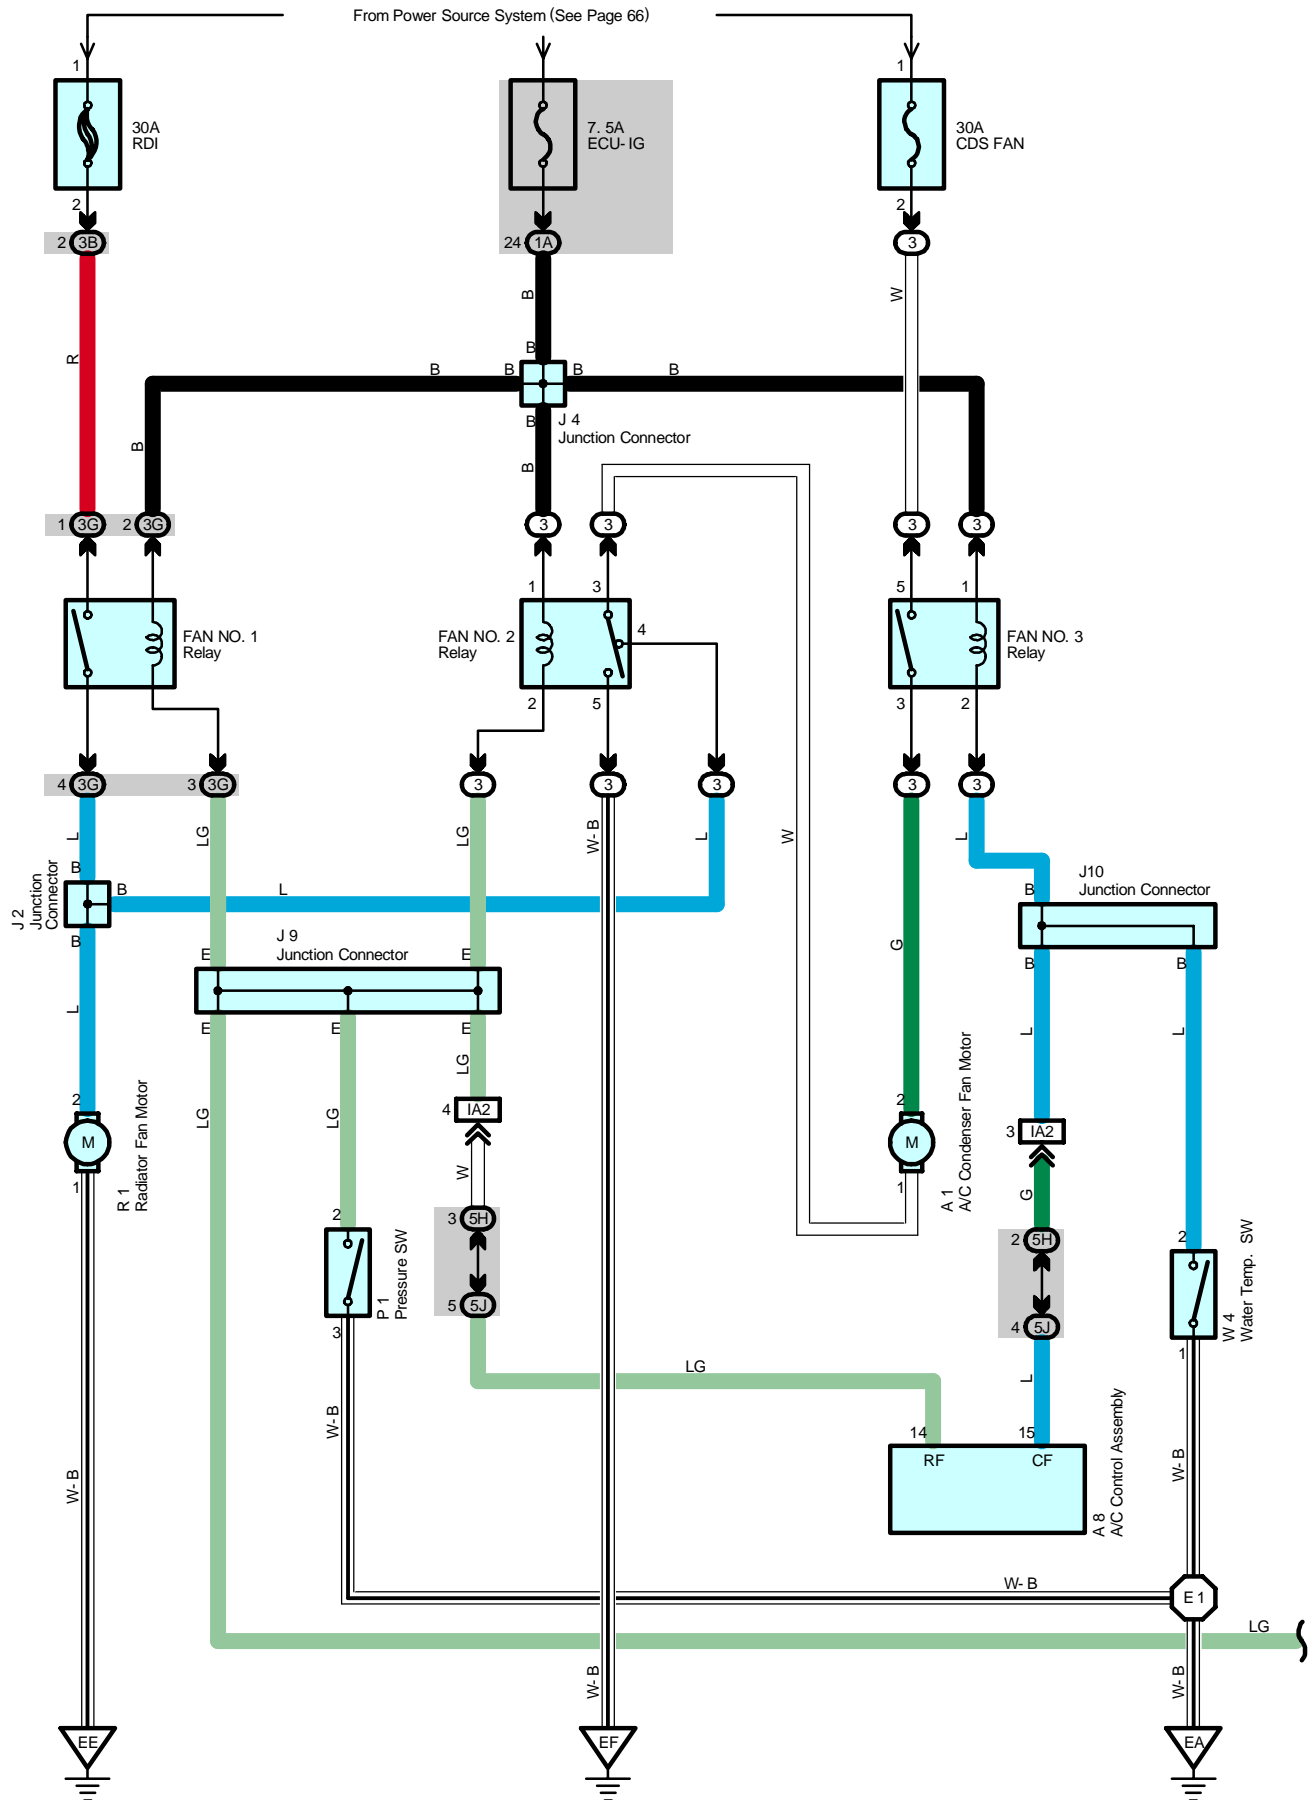 From Power Source System (See Page 66)
1
1
30A
RDI
7. 5A
ECU- IG
30A
CDS FAN
2
2
2 3B
24 1A
3
B
W
R
B
B
B
B
B
B
J 4
Junction Connector
B
B
1 3G 2 3G
3
3
3
3
1
3
5
1
FAN NO. 1
Relay
FAN NO. 2
Relay
4
FAN NO. 3
Relay
2
5
3
2
4 3G
3 3G
3
3
3
3
3
L
LG
LG
W- B
L
W
L
B
B
L
J 2
Junction
Connector
B
J 9
Junction Connector
E
E
J10
Junction Connector
B
G
B
B
L
E
E
E
LG
L
L
LG
LG
2
R 1
Radiator Fan Motor
M
1
4 IA2
W
2
M
1
A 1
A/C Condenser Fan Motor
3 IA2
G
2
P 1
Pressure SW
3
3 5H
5 5J
2 5H
4 5J
2
W 4
Water Temp. SW
1
LG
L
W- B
14
15
RF
CF
A 8
A/C Control Assembly
W- B
W- B
W- B
E 1
LG
W- B
W- B
EE
EF
EA